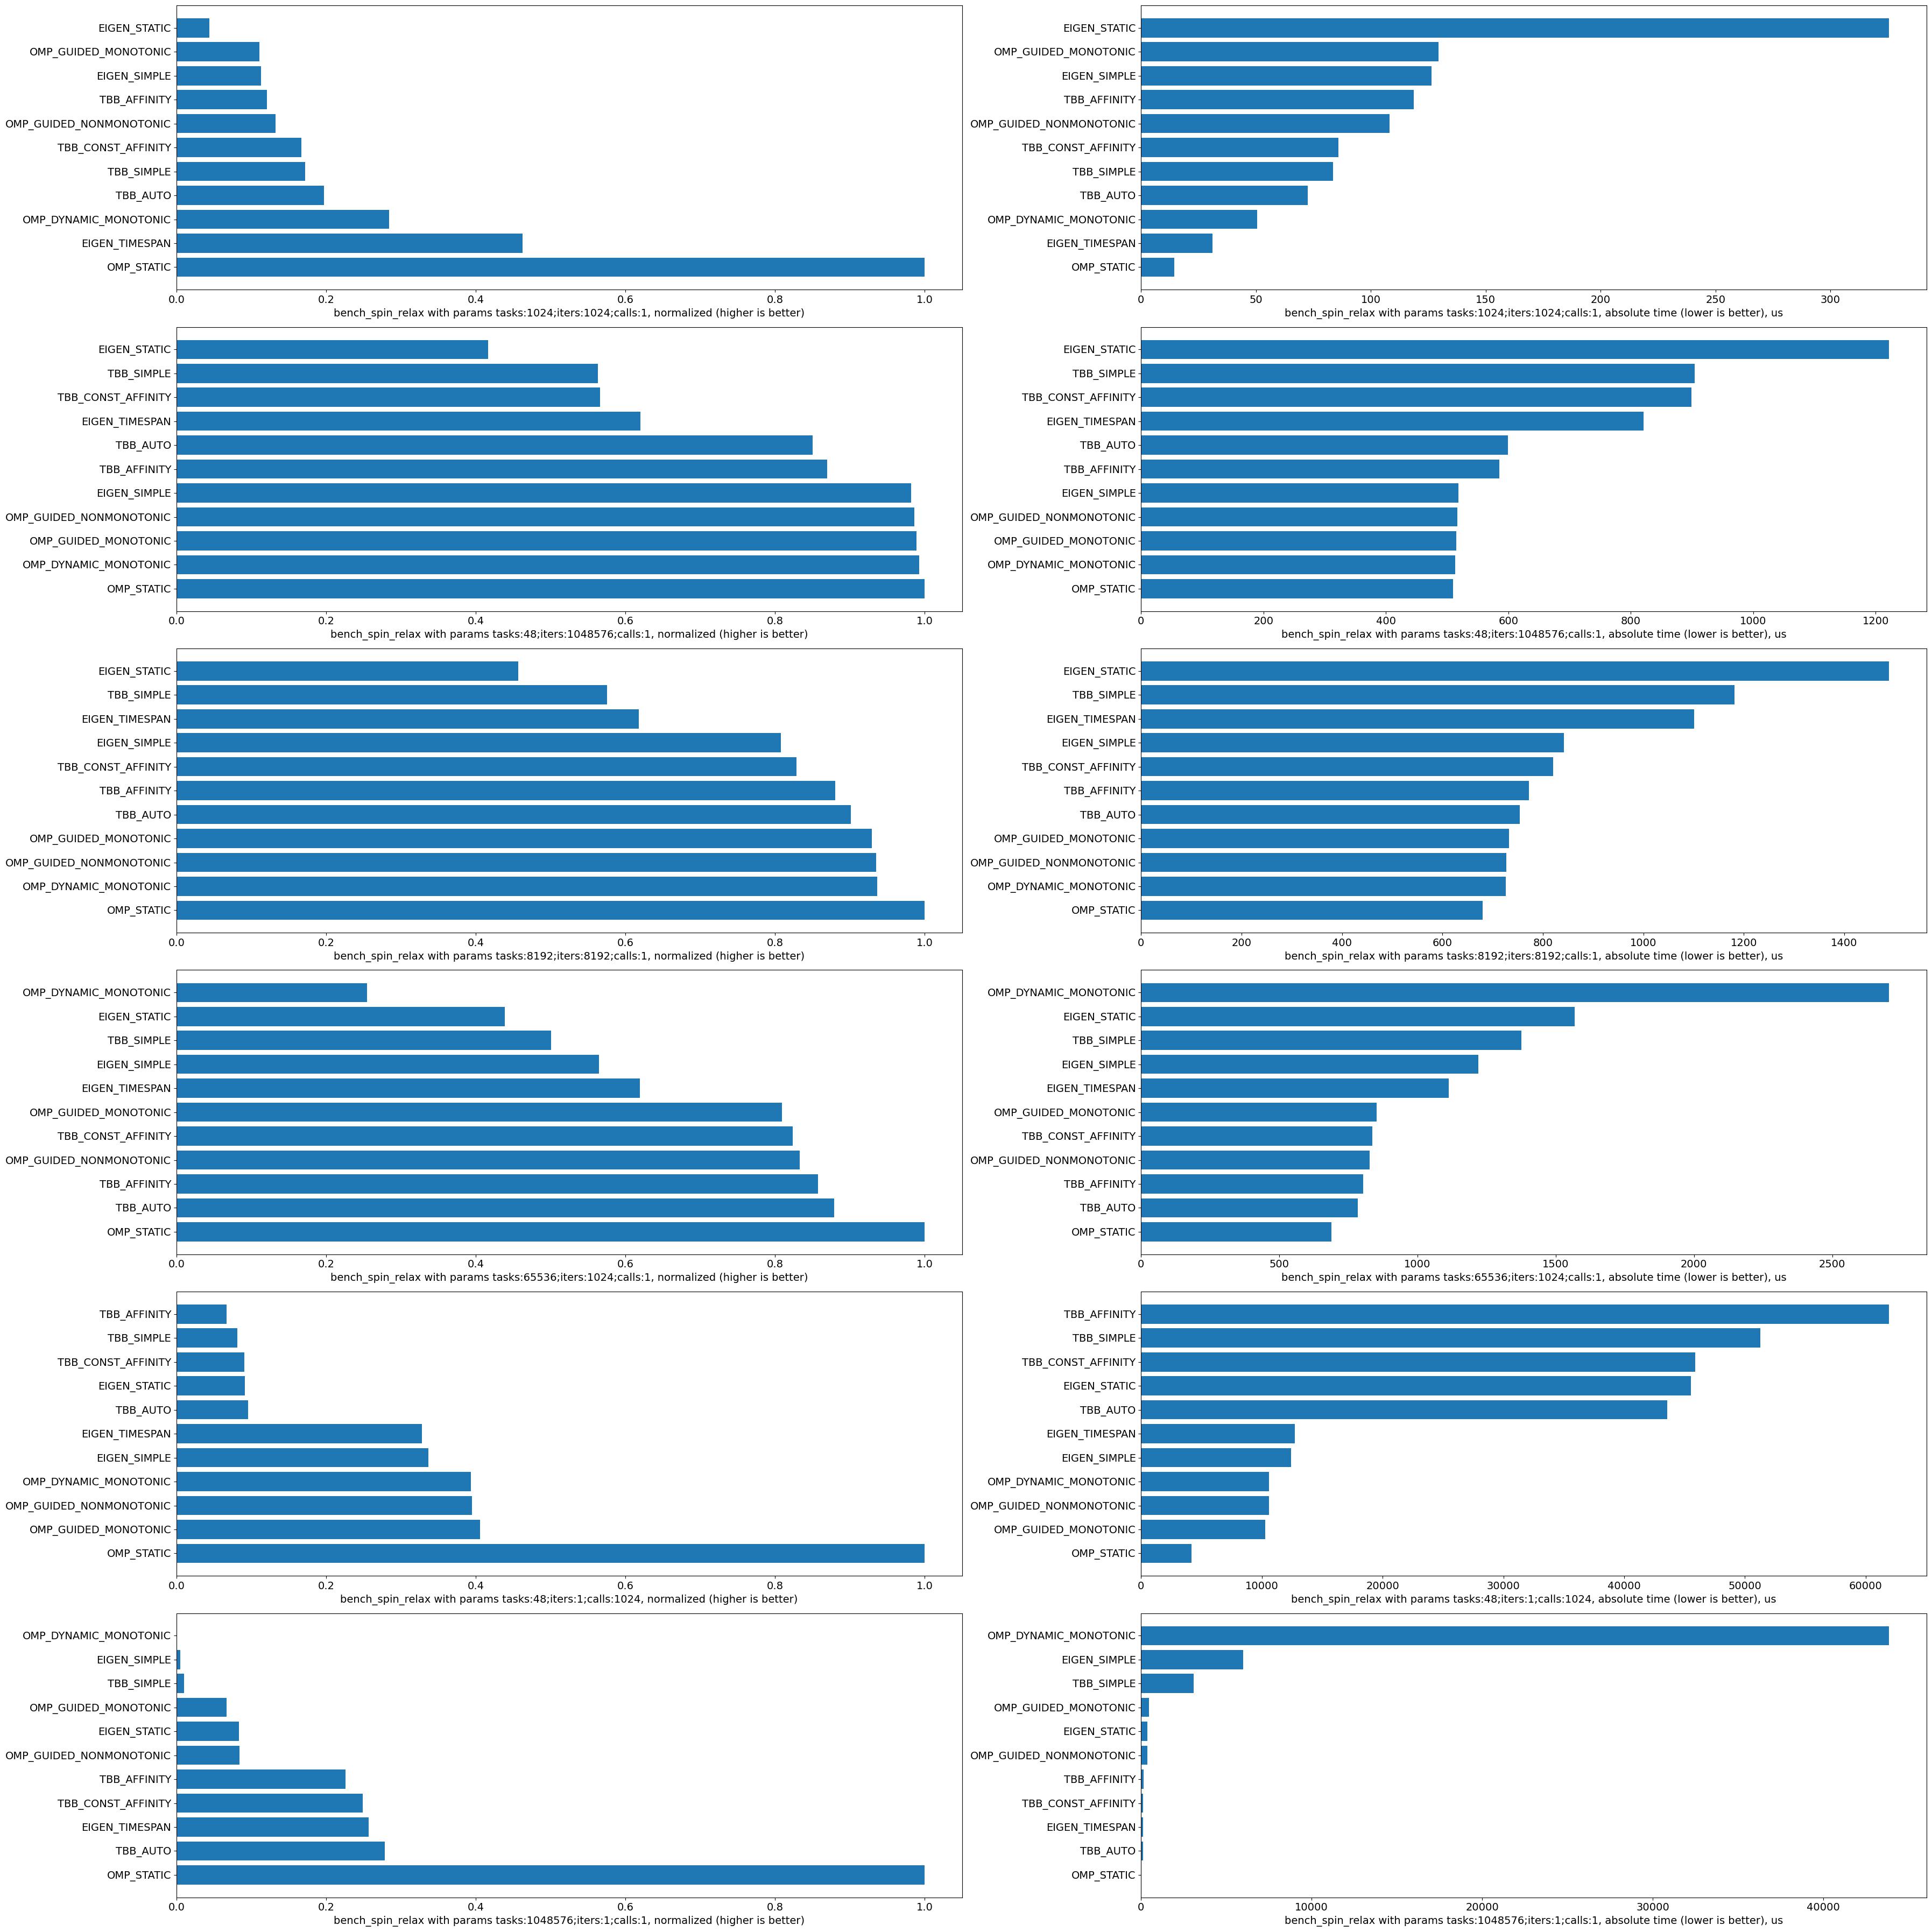 EIGEN_STATIC
OMP_GUIDED_MONOTONIC
EIGEN_SIMPLE
TBB_AFFINITY
OMP_GUIDED_NONMONOTONIC
TBB_CONST_AFFINITY
TBB_SIMPLE
TBB_AUTO
OMP_DYNAMIC_MONOTONIC
EIGEN_TIMESPAN
OMP_STATIC
0.0 0.2 0.4 0.6 0.8 1.0
bench_spin_relax with params tasks:1024;iters:1024;calls:1, normalized (higher is better)
EIGEN_STATIC
OMP_GUIDED_MONOTONIC
EIGEN_SIMPLE
TBB_AFFINITY
OMP_GUIDED_NONMONOTONIC
TBB_CONST_AFFINITY
TBB_SIMPLE
TBB_AUTO
OMP_DYNAMIC_MONOTONIC
EIGEN_TIMESPAN
OMP_STATIC
0 50 100 150 200 250 300
bench_spin_relax with params tasks:1024;iters:1024;calls:1, absolute time (lower is better), us
EIGEN_STATIC
TBB_SIMPLE
TBB_CONST_AFFINITY
EIGEN_TIMESPAN
TBB_AUTO
TBB_AFFINITY
EIGEN_SIMPLE
OMP_GUIDED_NONMONOTONIC
OMP_GUIDED_MONOTONIC
OMP_DYNAMIC_MONOTONIC
OMP_STATIC
0.0 0.2 0.4 0.6 0.8 1.0
bench_spin_relax with params tasks:48;iters:1048576;calls:1, normalized (higher is better)
EIGEN_STATIC
TBB_SIMPLE
TBB_CONST_AFFINITY
EIGEN_TIMESPAN
TBB_AUTO
TBB_AFFINITY
EIGEN_SIMPLE
OMP_GUIDED_NONMONOTONIC
OMP_GUIDED_MONOTONIC
OMP_DYNAMIC_MONOTONIC
OMP_STATIC
0 200 400 600 800 1000 1200
bench_spin_relax with params tasks:48;iters:1048576;calls:1, absolute time (lower is better), us
EIGEN_STATIC
TBB_SIMPLE
EIGEN_TIMESPAN
EIGEN_SIMPLE
TBB_CONST_AFFINITY
TBB_AFFINITY
TBB_AUTO
OMP_GUIDED_MONOTONIC
OMP_GUIDED_NONMONOTONIC
OMP_DYNAMIC_MONOTONIC
OMP_STATIC
0.0 0.2 0.4 0.6 0.8 1.0
bench_spin_relax with params tasks:8192;iters:8192;calls:1, normalized (higher is better)
EIGEN_STATIC
TBB_SIMPLE
EIGEN_TIMESPAN
EIGEN_SIMPLE
TBB_CONST_AFFINITY
TBB_AFFINITY
TBB_AUTO
OMP_GUIDED_MONOTONIC
OMP_GUIDED_NONMONOTONIC
OMP_DYNAMIC_MONOTONIC
OMP_STATIC
0 200 400 600 800 1000 1200 1400
bench_spin_relax with params tasks:8192;iters:8192;calls:1, absolute time (lower is better), us
OMP_DYNAMIC_MONOTONIC
EIGEN_STATIC
TBB_SIMPLE
EIGEN_SIMPLE
EIGEN_TIMESPAN
OMP_GUIDED_MONOTONIC
TBB_CONST_AFFINITY
OMP_GUIDED_NONMONOTONIC
TBB_AFFINITY
TBB_AUTO
OMP_STATIC
0.0 0.2 0.4 0.6 0.8 1.0
bench_spin_relax with params tasks:65536;iters:1024;calls:1, normalized (higher is better)
OMP_DYNAMIC_MONOTONIC
EIGEN_STATIC
TBB_SIMPLE
EIGEN_SIMPLE
EIGEN_TIMESPAN
OMP_GUIDED_MONOTONIC
TBB_CONST_AFFINITY
OMP_GUIDED_NONMONOTONIC
TBB_AFFINITY
TBB_AUTO
OMP_STATIC
0 500 1000 1500 2000 2500
bench_spin_relax with params tasks:65536;iters:1024;calls:1, absolute time (lower is better), us
TBB_AFFINITY
TBB_SIMPLE
TBB_CONST_AFFINITY
EIGEN_STATIC
TBB_AUTO
EIGEN_TIMESPAN
EIGEN_SIMPLE
OMP_DYNAMIC_MONOTONIC
OMP_GUIDED_NONMONOTONIC
OMP_GUIDED_MONOTONIC
OMP_STATIC
0.0 0.2 0.4 0.6 0.8 1.0
bench_spin_relax with params tasks:48;iters:1;calls:1024, normalized (higher is better)
TBB_AFFINITY
TBB_SIMPLE
TBB_CONST_AFFINITY
EIGEN_STATIC
TBB_AUTO
EIGEN_TIMESPAN
EIGEN_SIMPLE
OMP_DYNAMIC_MONOTONIC
OMP_GUIDED_NONMONOTONIC
OMP_GUIDED_MONOTONIC
OMP_STATIC
0 10000 20000 30000 40000 50000 60000
bench_spin_relax with params tasks:48;iters:1;calls:1024, absolute time (lower is better), us
OMP_DYNAMIC_MONOTONIC
EIGEN_SIMPLE
TBB_SIMPLE
OMP_GUIDED_MONOTONIC
EIGEN_STATIC
OMP_GUIDED_NONMONOTONIC
TBB_AFFINITY
TBB_CONST_AFFINITY
EIGEN_TIMESPAN
TBB_AUTO
OMP_STATIC
0.0 0.2 0.4 0.6 0.8 1.0
bench_spin_relax with params tasks:1048576;iters:1;calls:1, normalized (higher is better)
OMP_DYNAMIC_MONOTONIC
EIGEN_SIMPLE
TBB_SIMPLE
OMP_GUIDED_MONOTONIC
EIGEN_STATIC
OMP_GUIDED_NONMONOTONIC
TBB_AFFINITY
TBB_CONST_AFFINITY
EIGEN_TIMESPAN
TBB_AUTO
OMP_STATIC
0 10000 20000 30000 40000
bench_spin_relax with params tasks:1048576;iters:1;calls:1, absolute time (lower is better), us